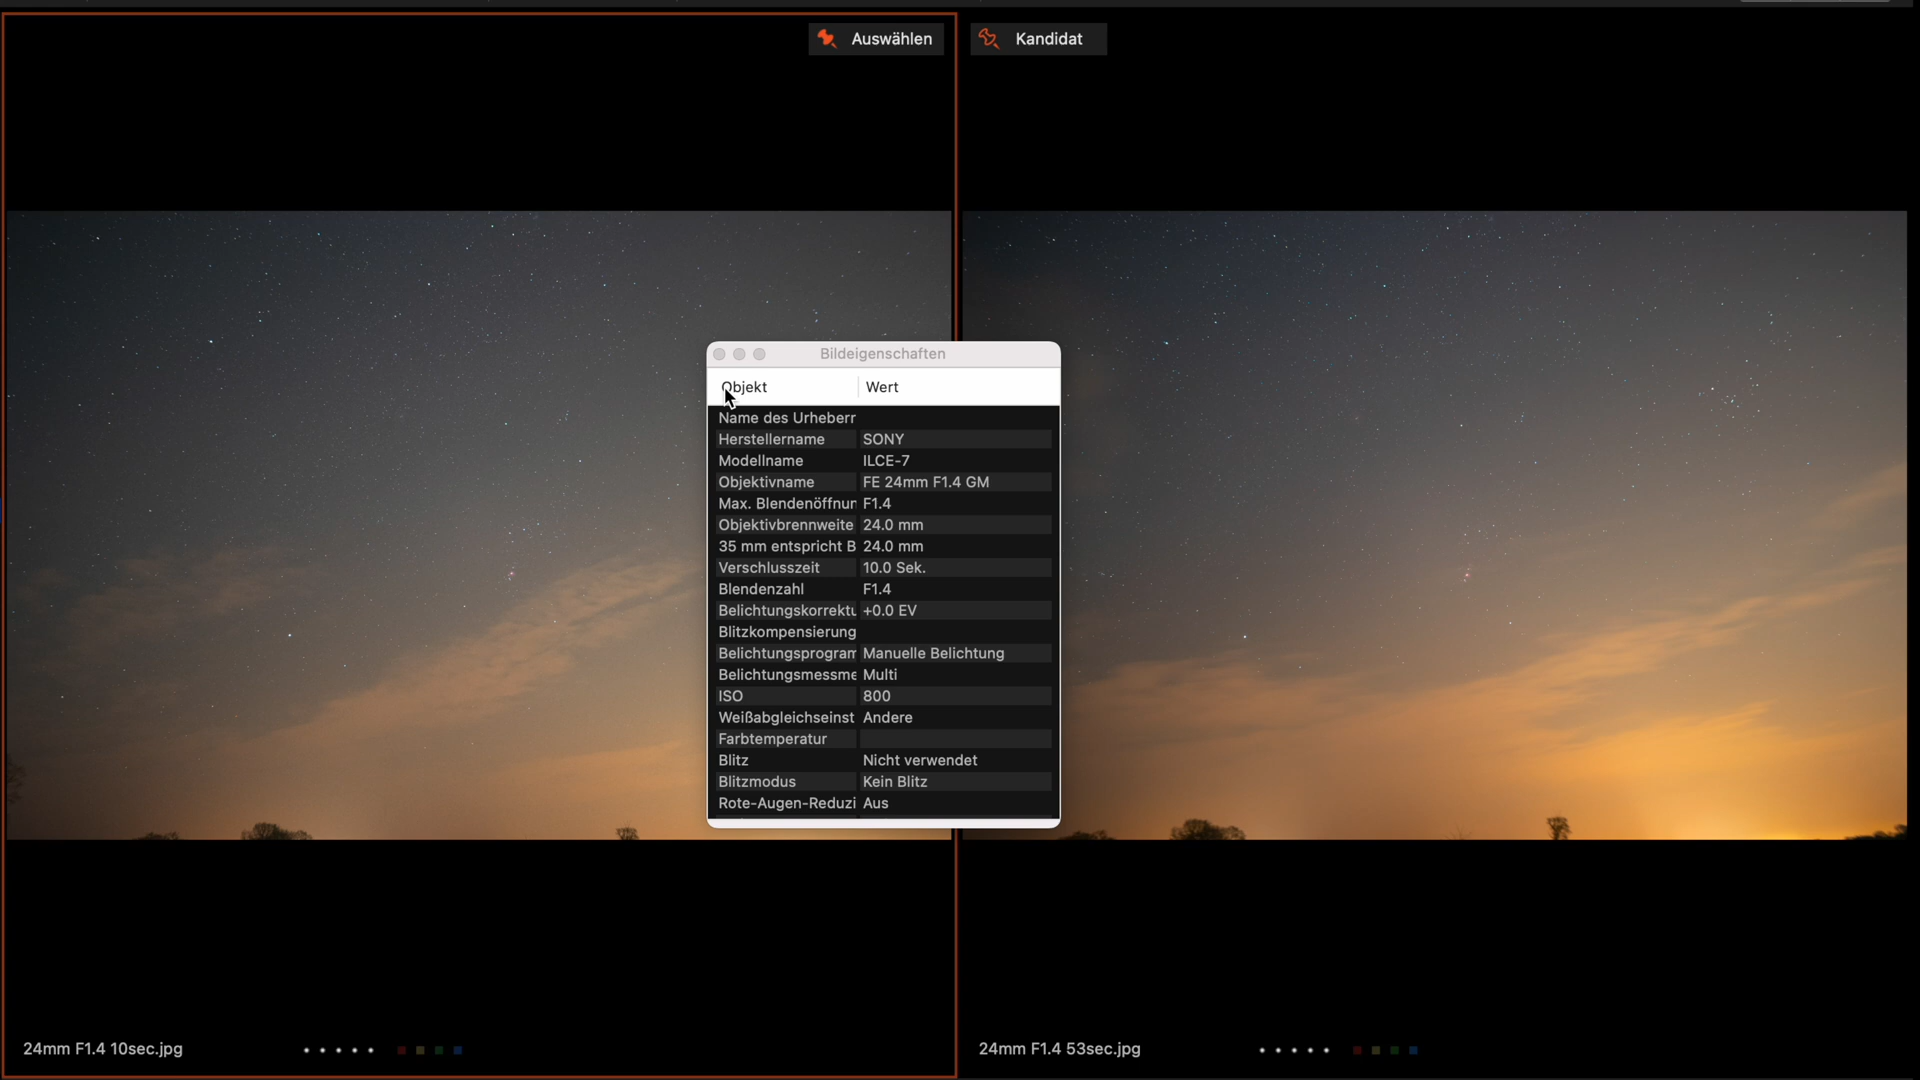 Auswählen
Kandidat
Bildeigenschaften
Objekt Wert
Name des Urheberr
Herstellername SONY
Modellname ILCE-7
Objektivname FE 24mm F1.4 GM
Max. Blendenöffnun F1.4
Objektivbrennweite 24.0 mm
35 mm entspricht B 24.0 mm
Verschlusszeit 10.0 Sek.
Blendenzahl F1.4
Belichtungskorrektu +0.0 EV
Blitzkompensierung
Belichtungsprogram Manuelle Belichtung
Belichtungsmessme Multi
ISO 800
Weißabgleichseinst Andere
Farbtemperatur
Blitz Nicht verwendet
Blitzmodus Kein Blitz
Rote-Augen-Reduzi Aus
24mm F1.4 10sec.jpg
24mm F1.4 53sec.jpg